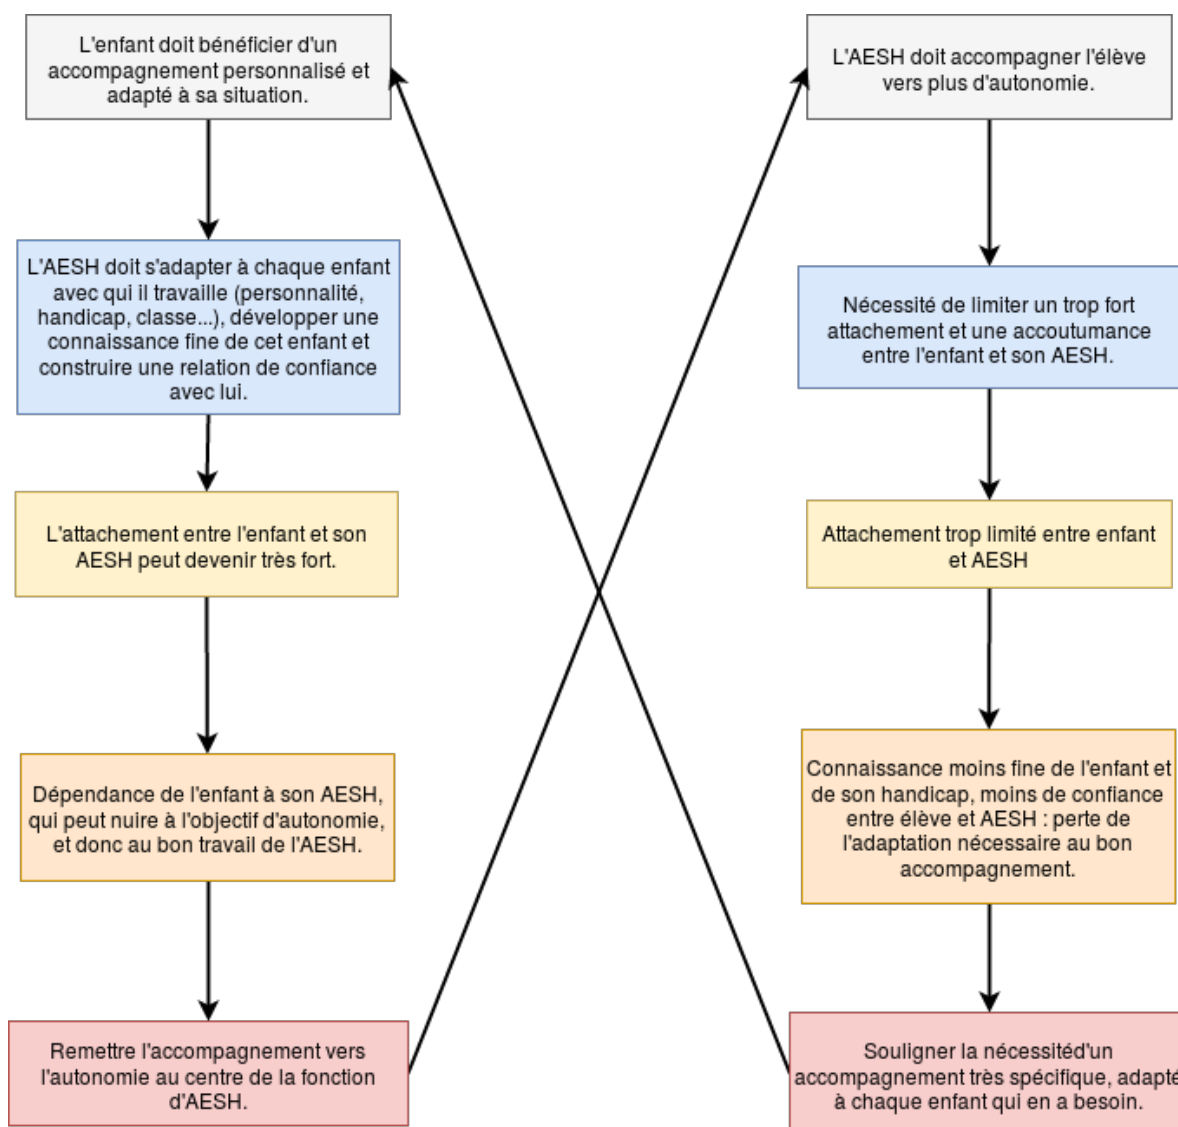 L'enfant doit bénéficier d'un
accompagnement personnalisé et
adapté à sa situation.
L'AESH doit s'adapter à chaque enfant
avec qui il travaille (personnalité,
handicap, classe...), développer une
connaissance fine de cet enfant et
construire une relation de confiance
avec lui.
L'attachement entre l'enfant et son
AESH peut devenir très fort.
Dépendance de l'enfant à son AESH,
qui peut nuire à l'objectif d'autonomie,
et donc au bon travail de l'AESH.
Remettre l'accompagnement vers
l'autonomie au centre de la fonction
d'AESH.
L'AESH doit accompagner l'élève
vers plus d'autonomie.
Nécessité de limiter un trop fort
attachement et une accoutumance
entre l'enfant et son AESH.
Attachement trop limité entre enfant
et AESH
Connaissance moins fine de l'enfant et
de son handicap, moins de confiance
entre élève et AESH : perte de
l'adaptation nécessaire au bon
accompagnement.
Souligner la nécessitéd'un
accompagnement très spécifique, adapté
à chaque enfant qui en a besoin.